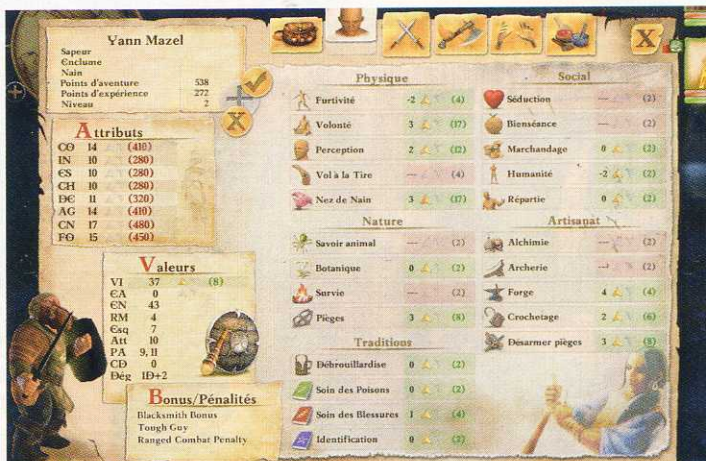 Yann Mazel
Sapeur
Enclume
Nain
Points d'aventure 538
Points d'expérience 272
Niveau 2
X
X
Attributs
CO 14 (410)
IN 10 (280)
ES 10 (280)
CH 10 (280)
DE 11 (320)
AG 14 (410)
CN 17 (480)
FO 15 (450)
Valeurs
VI 37 (8)
EA 0
EN 43
RM 4
Esq 7
Att 10
PA 9, 11
CD 0
Dég 1D+2
Bonus/Pénalités
Blacksmith Bonus
Tough Guy
Ranged Combat Penalty
Physique
Furtivité -2 (4)
Volonté 3 (17)
Perception 2 (12)
Vol à la Tire --- (4)
Nez de Nain 3 (17)
Nature
Savoir animal --- (2)
Botanique 0 (2)
Survie --- (2)
Pièges 3 (8)
Traditions
Débrouillardise 0 (2)
Soin des Poisons 0 (2)
Soin des Blessures 1 (4)
Identification 0 (2)
Social
Séduction --- (2)
Bienséance --- (2)
Marchandage 0 (2)
Humanité -2 (2)
Répartie 0 (2)
Artisanat
Alchimie --- (2)
Archerie --- (2)
Forge 4 (4)
Crochetage 2 (6)
Désarmer pièges 3 (8)